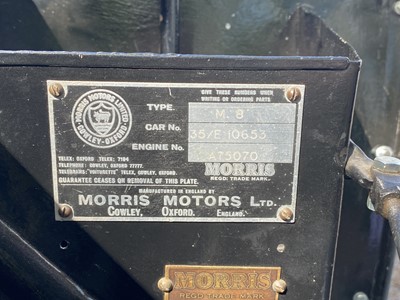 GIVE THESE NUMBERS WHEN
WRITING OR ORDERING PARTS
MORRIS MOTORS LIMITED
COWLEY-OXFORD
TYPE. M. 8
CAR No. 35/E 10653
ENGINE No. 475070
MORRIS
REGD: TRADE MARK.
TELEX: OXFORD TELEX: 7194
TELEPHONE: COWLEY, OXFORD 77777.
TELEGRAMS: "VOITURETTE" TELEX, COWLEY, OXFORD.
GUARANTEE CEASES ON REMOVAL OF THIS PLATE.
MANUFACTURED IN ENGLAND BY
MORRIS MOTORS LTD.
COWLEY, OXFORD. ENGLAND.
MORRIS
REGD TRADE MARK